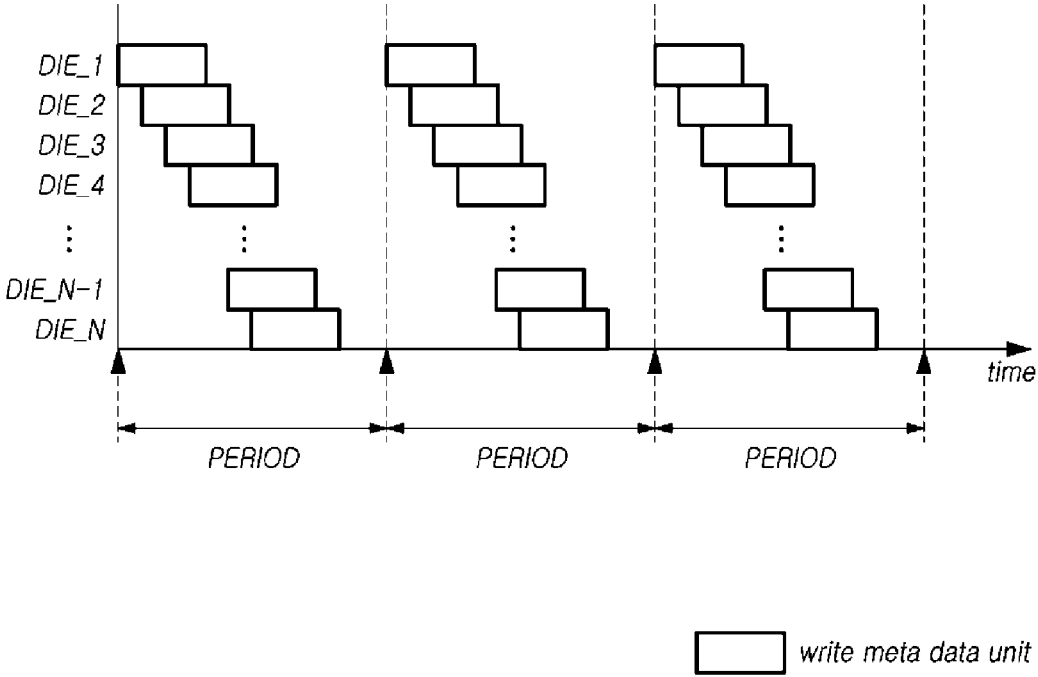 DIE_1
DIE_2
DIE_3
DIE_4
DIE_N-1
DIE_N
time
PERIOD PERIOD PERIOD
write meta data unit